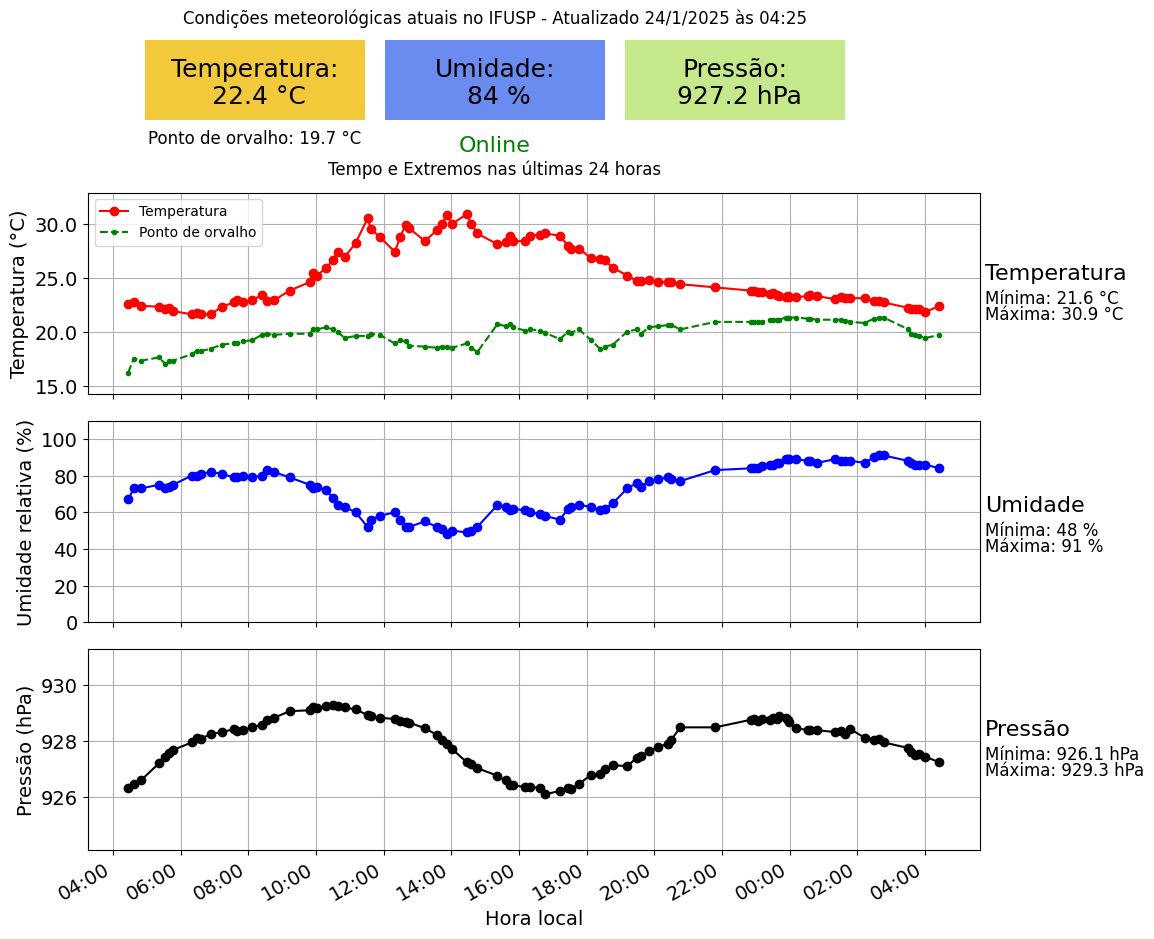 Condições meteorológicas atuais no IFUSP - Atualizado 24/1/2025 às 04:25
Temperatura:
22.4 °C
Umidade:
84 %
Pressão:
927.2 hPa
Ponto de orvalho: 19.7 °C
Online
Tempo e Extremos nas últimas 24 horas
Temperatura (°C)
30.0
25.0
20.0
15.0
Temperatura
Ponto de orvalho
Temperatura
Mínima: 21.6 °C
Máxima: 30.9 °C
Umidade relativa (%)
100
80
60
40
20
0
Umidade
Mínima: 48 %
Máxima: 91 %
Pressão (hPa)
930
928
926
Pressão
Mínima: 926.1 hPa
Máxima: 929.3 hPa
04:00 06:00 08:00 10:00 12:00 14:00 16:00 18:00 20:00 22:00 00:00 02:00 04:00
Hora local